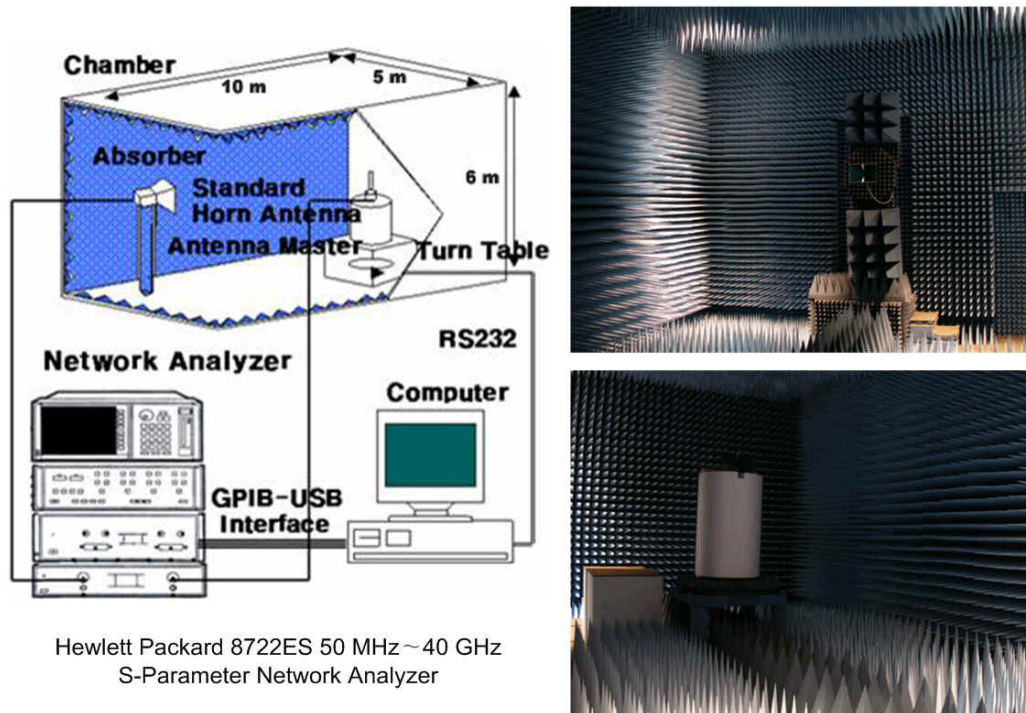 Chamber
10 m
5 m
6 m
Absorber
Standard
Horn Antenna
Antenna Master
Turn Table
RS232
Network Analyzer
Computer
GPIB-USB
Interface
Hewlett Packard 8722ES 50 MHz～40 GHz
S-Parameter Network Analyzer